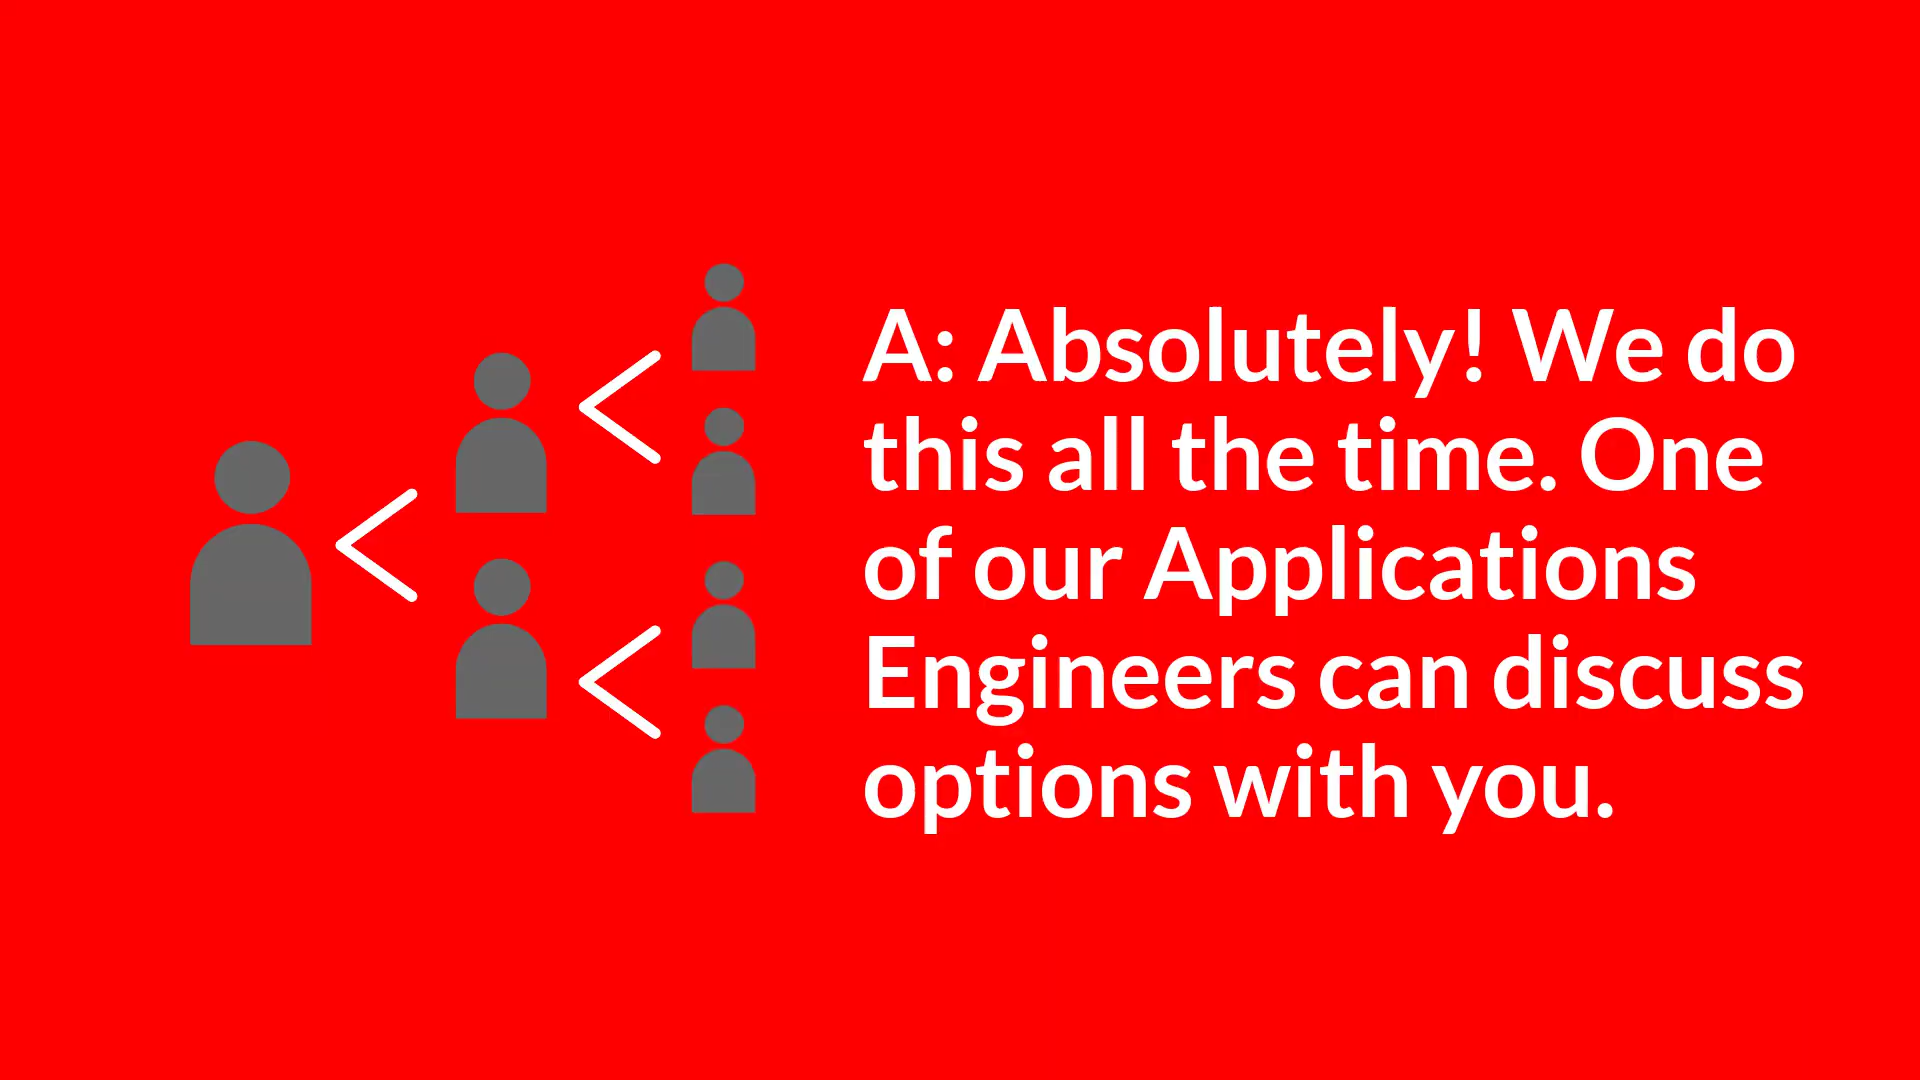 A: Absolutely! We do
this all the time. One
of our Applications
Engineers can discuss
options with you.